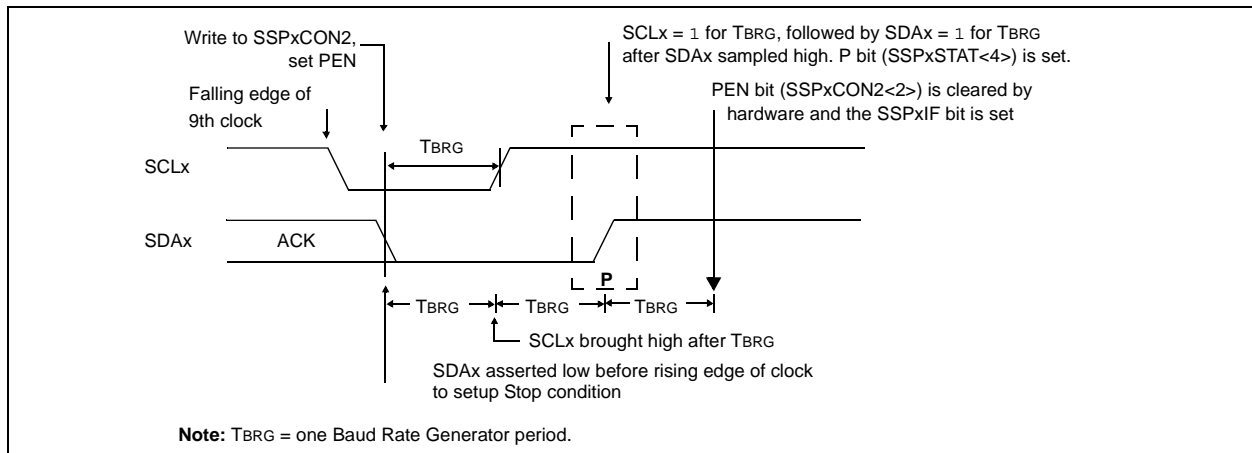 Write to SSPxCON2,
set PEN
SCLx = 1 for TBRG, followed by SDAx = 1 for TBRG
after SDAx sampled high. P bit (SSPxSTAT<4>) is set.
Falling edge of
9th clock
PEN bit (SSPxCON2<2>) is cleared by
hardware and the SSPxIF bit is set
TBRG
SCLx
SDAx
ACK
P
TBRG
TBRG
TBRG
SCLx brought high after TBRG
SDAx asserted low before rising edge of clock
to setup Stop condition
Note: TBRG = one Baud Rate Generator period.